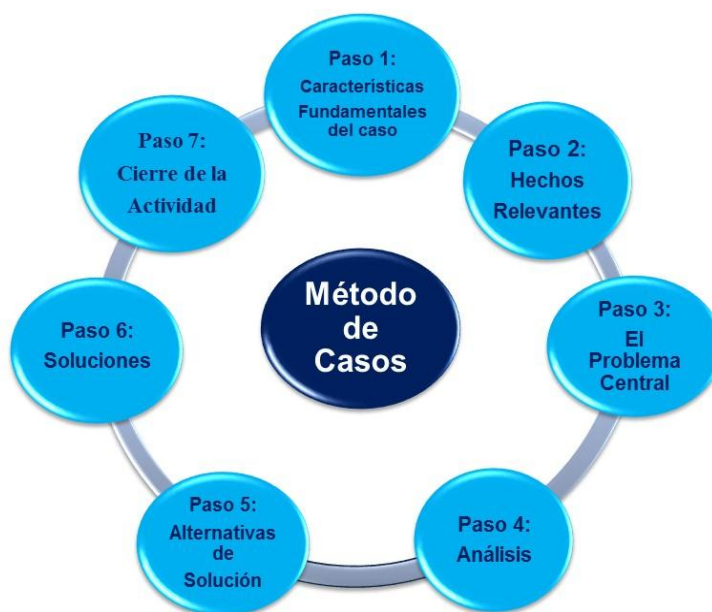 Paso 1:
Características
Fundamentales
del caso
Paso 2:
Hechos
Relevantes
Paso 3:
El
Problema
Central
Paso 4:
Análisis
Paso 5:
Alternativas
de
Solución
Paso 6:
Soluciones
Paso 7:
Cierre de la
Actividad
Método
de
Casos